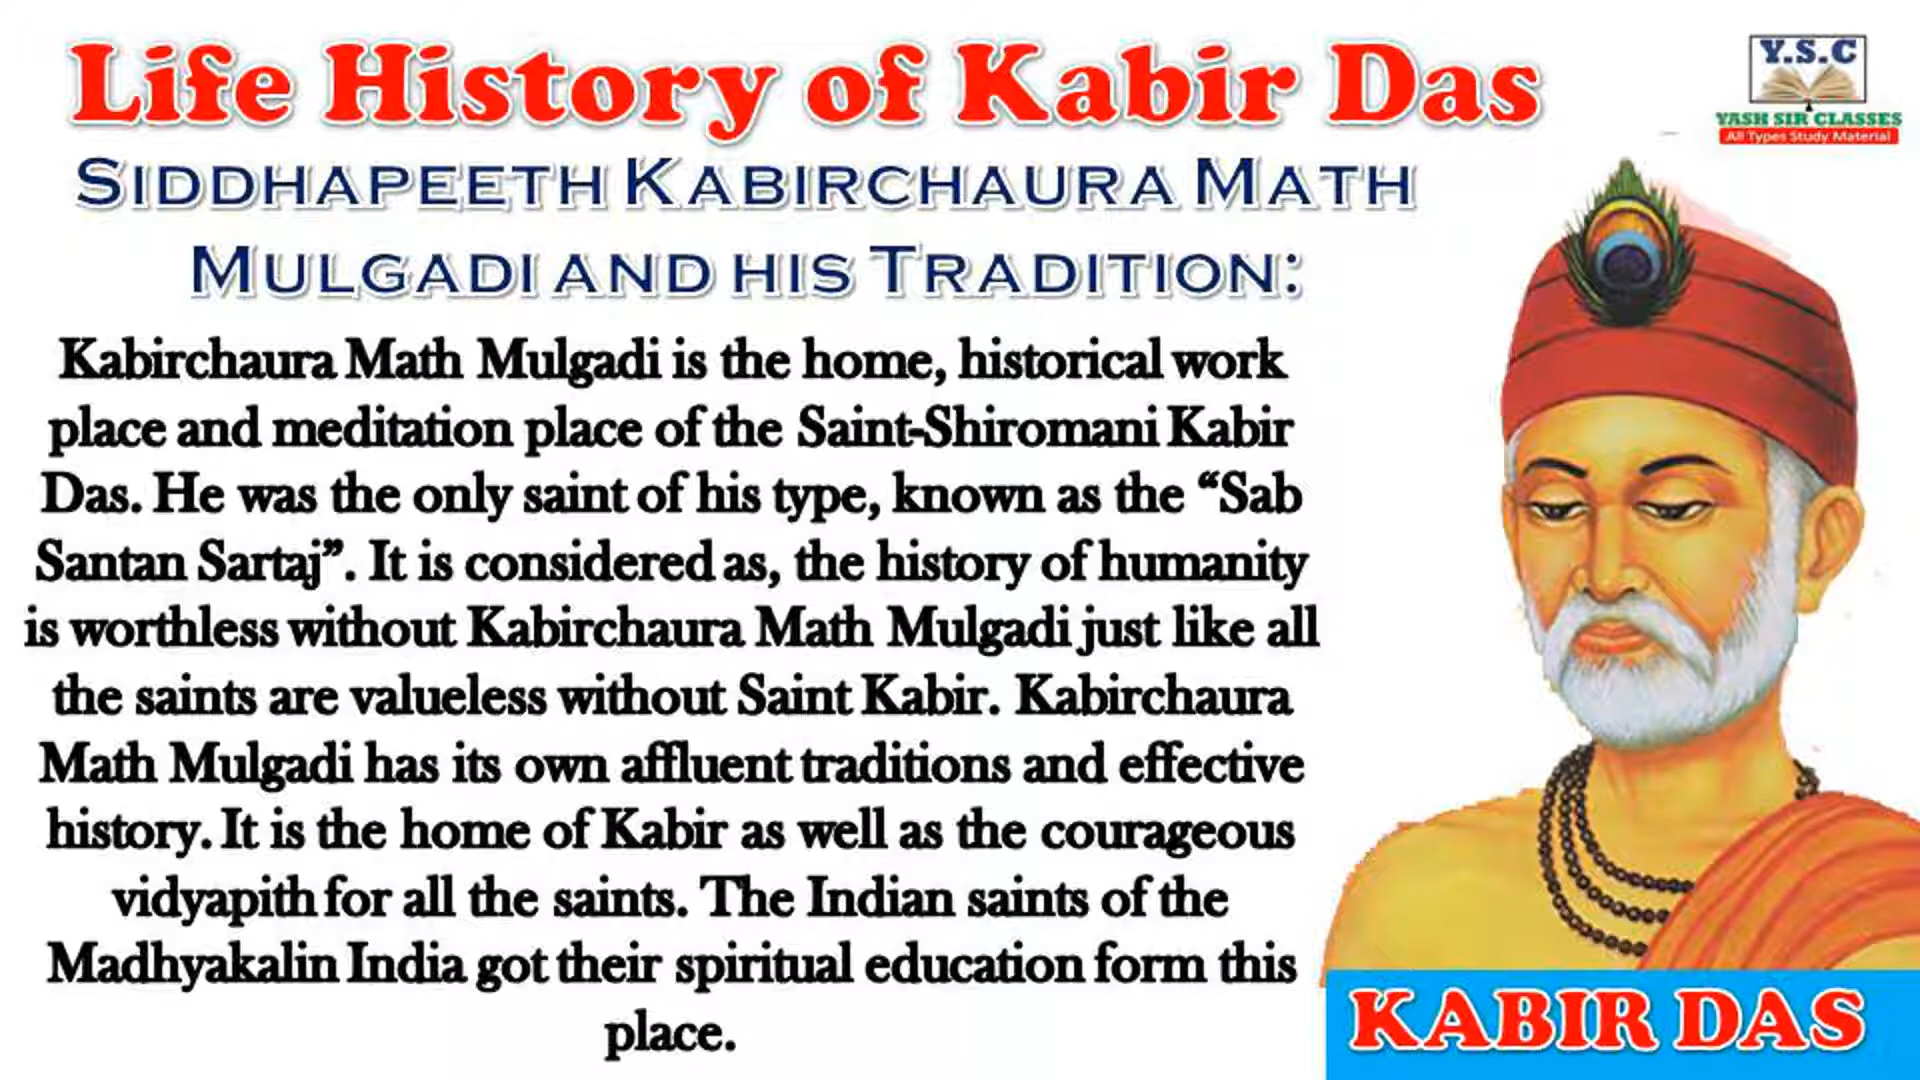 Life History of Kabir Das
Y.S.C
YASH SIR CLASSES
All Types Study Material
SIDDHAPEETH KABIRCHAURA MATH
MULGADI AND HIS TRADITION:
Kabirchaura Math Mulgadi is the home, historical work
place and meditation place of the Saint-Shiromani Kabir
Das. He was the only saint of his type, known as the “Sab
Santan Sartaj”. It is considered as, the history of humanity
is worthless without Kabirchaura Math Mulgadi just like all
the saints are valueless without Saint Kabir. Kabirchaura
Math Mulgadi has its own affluent traditions and effective
history. It is the home of Kabir as well as the courageous
vidyapith for all the saints. The Indian saints of the
Madhyakalin India got their spiritual education form this
place.
KABIR DAS